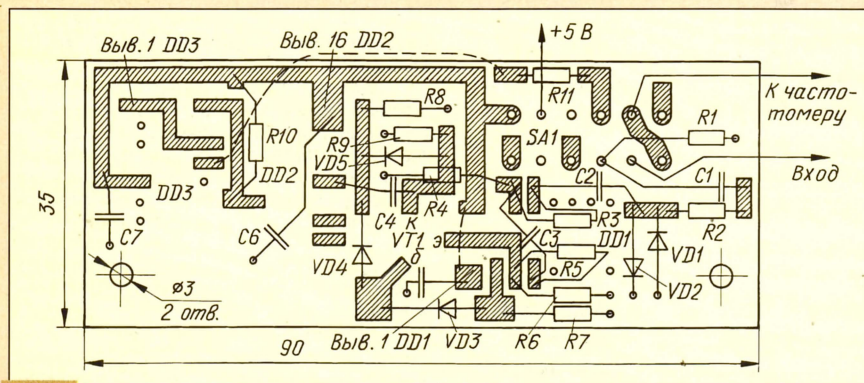 Выв. 1 DD3
Выв. 16 DD2
+5 В
К часто-
томеру
R11
R8
R1
R10
R9
SA1
VD5
Вход
DD2
DD3
R4
C2
C1
35
C4
К
R3
R2
C7
C6
VT1
э
C3
DD1
VD1
VD4
б
R5
VD2
ø3
2 отв.
Выв. 1 DD1
VD3
R6
R7
90